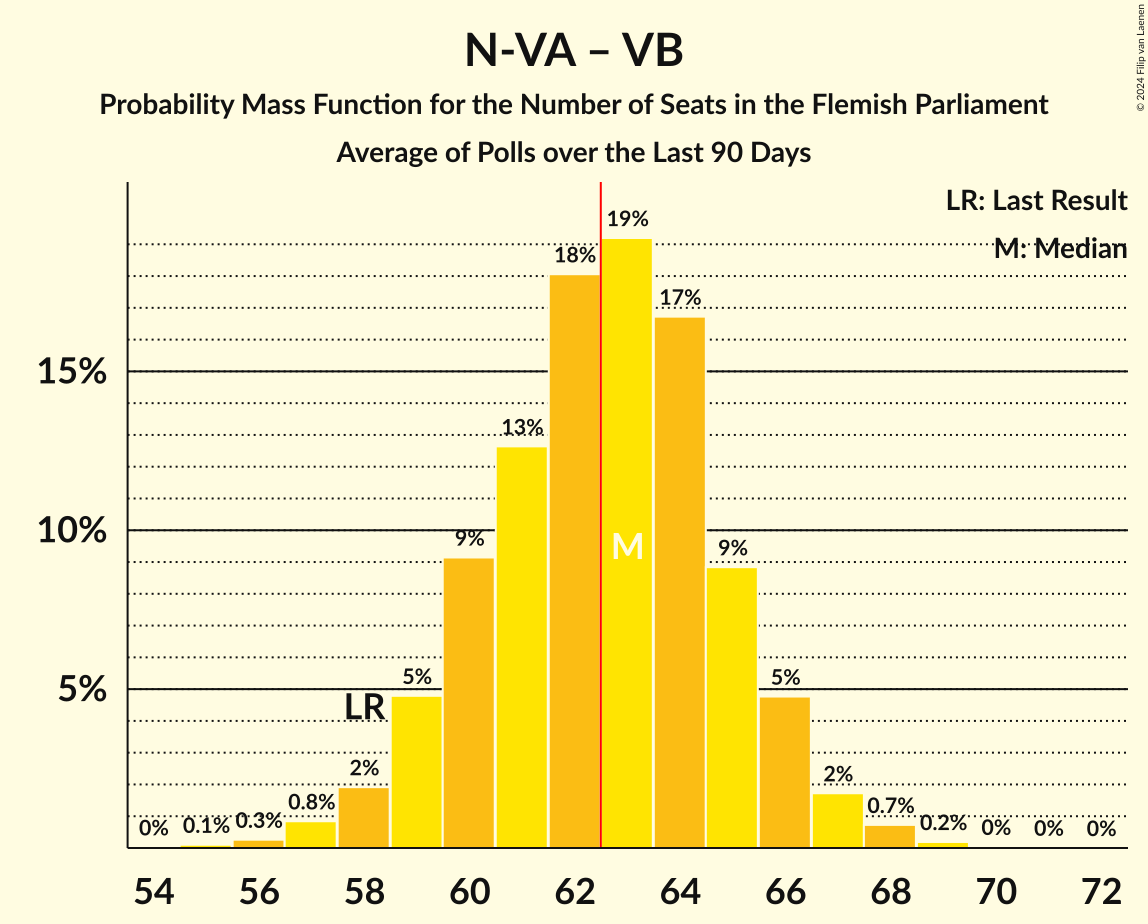 © 2024 Filip van Laenen
N-VA – VB
Probability Mass Function for the Number of Seats in the Flemish Parliament
Average of Polls over the Last 90 Days
LR: Last Result
M: Median
19%
18%
17%
15%
13%
10%
9%
9%
M
5%
5%
5%
LR
2%
2%
0.8%
0.7%
0% 0.1% 0.3% 0.2% 0% 0% 0%
54 56 58 60 62 64 66 68 70 72